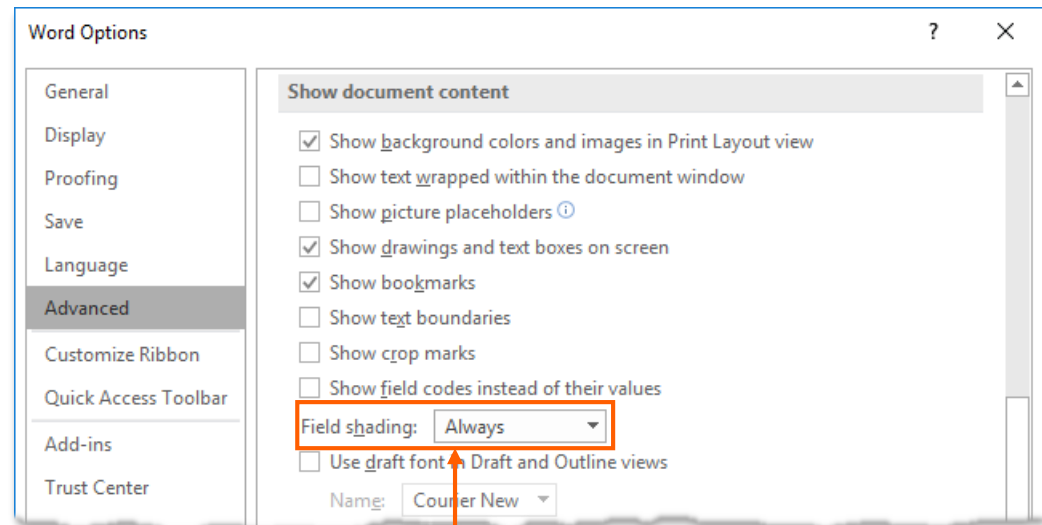 Word Options ?
General
Display
Proofing
Save
Language
Advanced
Customize Ribbon
Quick Access Toolbar
Add-ins
Trust Center
Show document content
Show background colors and images in Print Layout view
Show text wrapped within the document window
Show picture placeholders
Show drawings and text boxes on screen
Show bookmarks
Show text boundaries
Show crop marks
Show field codes instead of their values
Field shading: Always
Use draft font in Draft and Outline views
Name: Courier New